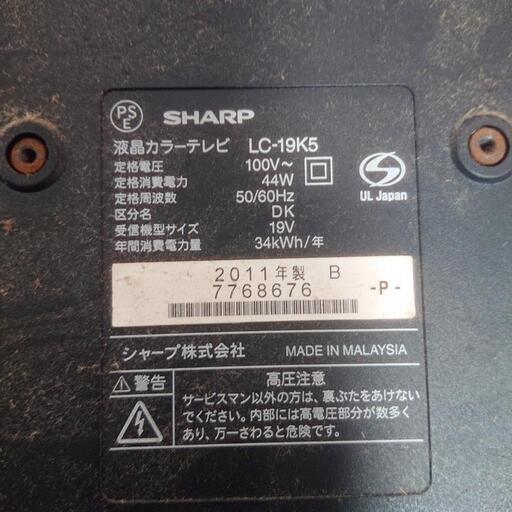 PS
E
SHARP
液晶カラーテレビ LC-19K5
定格電圧 100V～
定格消費電力 44W
定格周波数 50/60Hz
区分名 DK
受信機型サイズ 19V
年間消費電力量 34kWh/年
S
UL Japan
2011年製 B
7768676 -P-
シャープ株式会社 MADE IN MALAYSIA
⚠警告 高圧注意
サービスマン以外の方は、裏ぶたをあけない
でください。内部には高電圧部分が数多く
あり、万一さわると危険です。